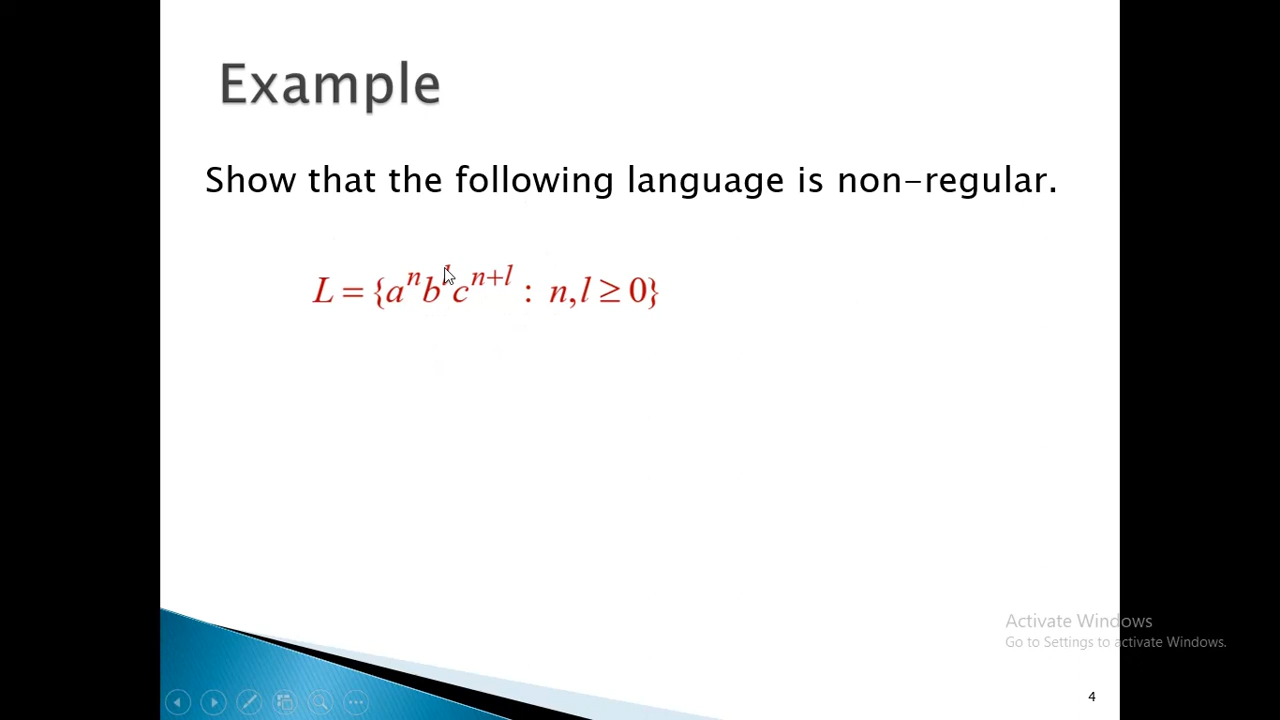 Example
Show that the following language is non-regular.
L = {aⁿbˡcⁿ⁺ˡ : n, l ≥ 0}
Activate Windows
Go to Settings to activate Windows.
4